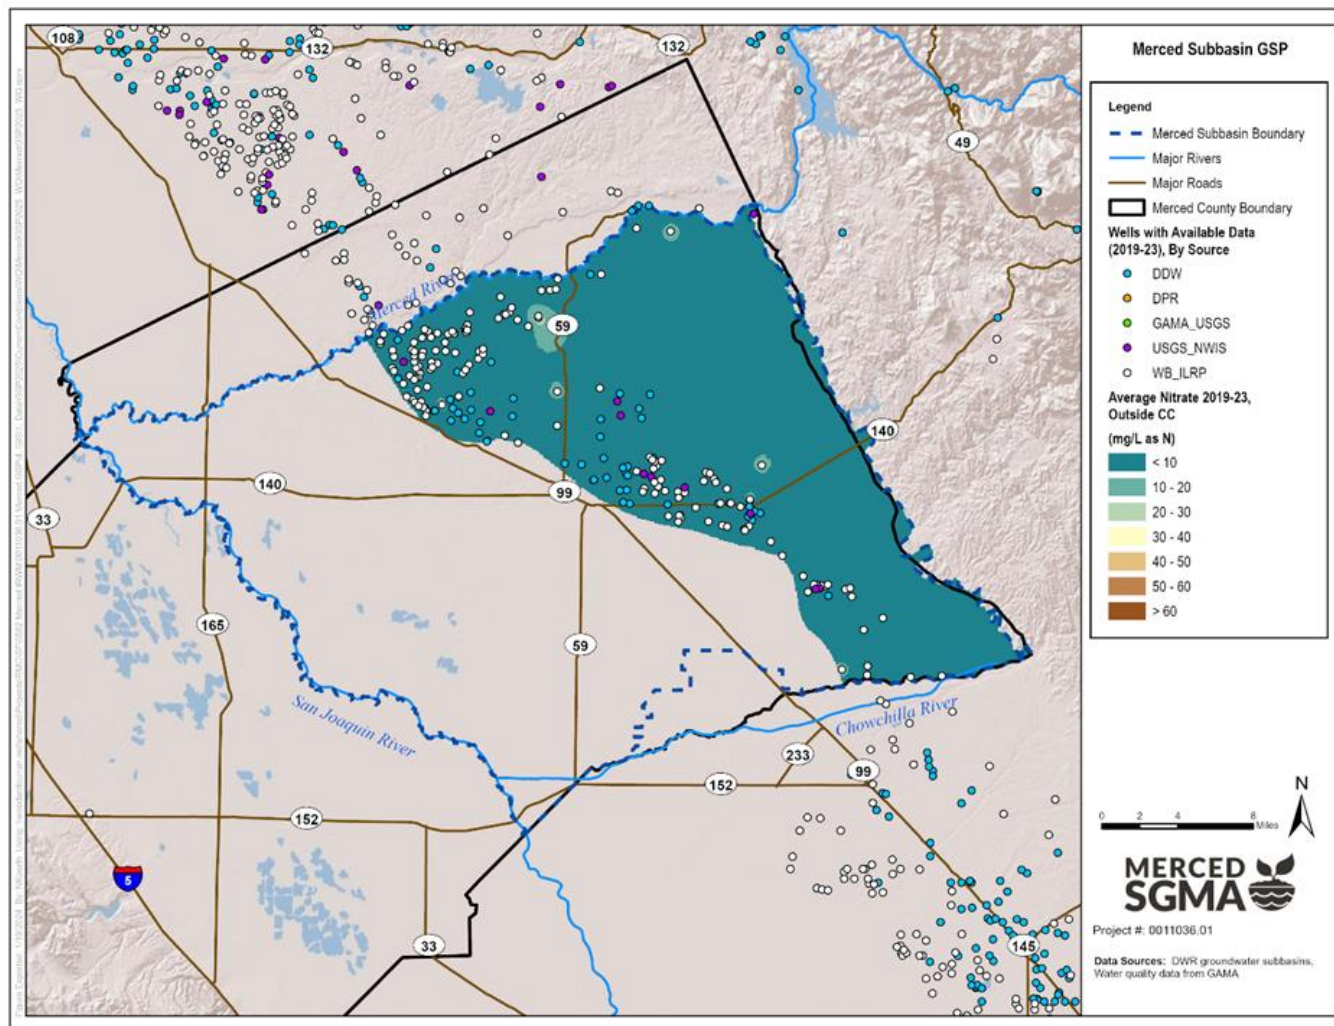 Merced Subbasin GSP
Legend
Merced Subbasin Boundary
Major Rivers
Major Roads
Merced County Boundary
Wells with Available Data
(2019-23), By Source
DDW
DPR
GAMA_USGS
USGS_NWIS
WB_ILRP
Average Nitrate 2019-23,
Outside CC
(mg/L as N)
< 10
10 - 20
20 - 30
30 - 40
40 - 50
50 - 60
> 60
N
0 2 4 8
Miles
MERCED
SGMA
Project #: 0011036.01
Data Sources: DWR groundwater subbasins,
Water quality data from GAMA
108
132
132
49
Merced River
59
140
140
99
33
165
59
San Joaquin River
Chowchilla River
233
99
152
152
5
33
145